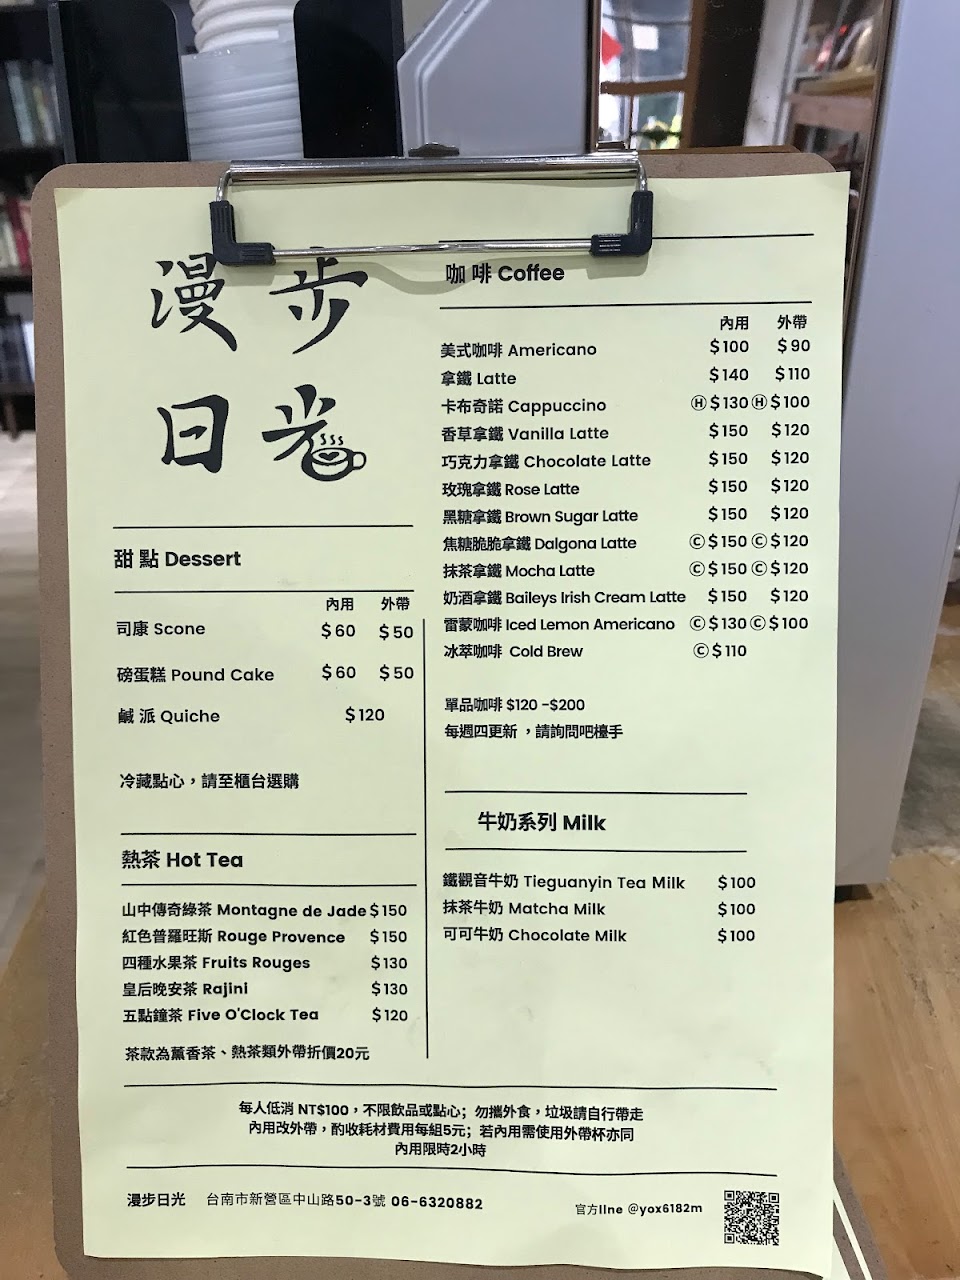 漫步
日光
甜點 Dessert
內用 外帶
司康 Scone $60 $50
磅蛋糕 Pound Cake $60 $50
鹹派 Quiche $120
冷藏點心，請至櫃台選購
熱茶 Hot Tea
山中傳奇綠茶 Montagne de Jade $150
紅色普羅旺斯 Rouge Provence $150
四種水果茶 Fruits Rouges $130
皇后晚安茶 Rajini $130
五點鐘茶 Five O'Clock Tea $120
茶款為薰香茶、熱茶類外帶折價20元
咖啡 Coffee
內用 外帶
美式咖啡 Americano $100 $90
拿鐵 Latte $140 $110
卡布奇諾 Cappuccino Ⓗ$130 Ⓗ$100
香草拿鐵 Vanilla Latte $150 $120
巧克力拿鐵 Chocolate Latte $150 $120
玫瑰拿鐵 Rose Latte $150 $120
黑糖拿鐵 Brown Sugar Latte $150 $120
焦糖脆脆拿鐵 Dalgona Latte Ⓒ$150 Ⓒ$120
抹茶拿鐵 Mocha Latte Ⓒ$150 Ⓒ$120
奶酒拿鐵 Baileys Irish Cream Latte $150 $120
雷蒙咖啡 Iced Lemon Americano Ⓒ$130 Ⓒ$100
冰萃咖啡 Cold Brew Ⓒ$110
單品咖啡 $120 -$200
每週四更新，請詢問吧檯手
牛奶系列 Milk
鐵觀音牛奶 Tieguanyin Tea Milk $100
抹茶牛奶 Matcha Milk $100
可可牛奶 Chocolate Milk $100
每人低消 NT$100，不限飲品或點心；勿攜外食，垃圾請自行帶走
內用改外帶，酌收耗材費用每組5元；若內用需使用外帶杯亦同
內用限時2小時
漫步日光 台南市新營區中山路50-3號 06-6320882
官方line @yox6182m